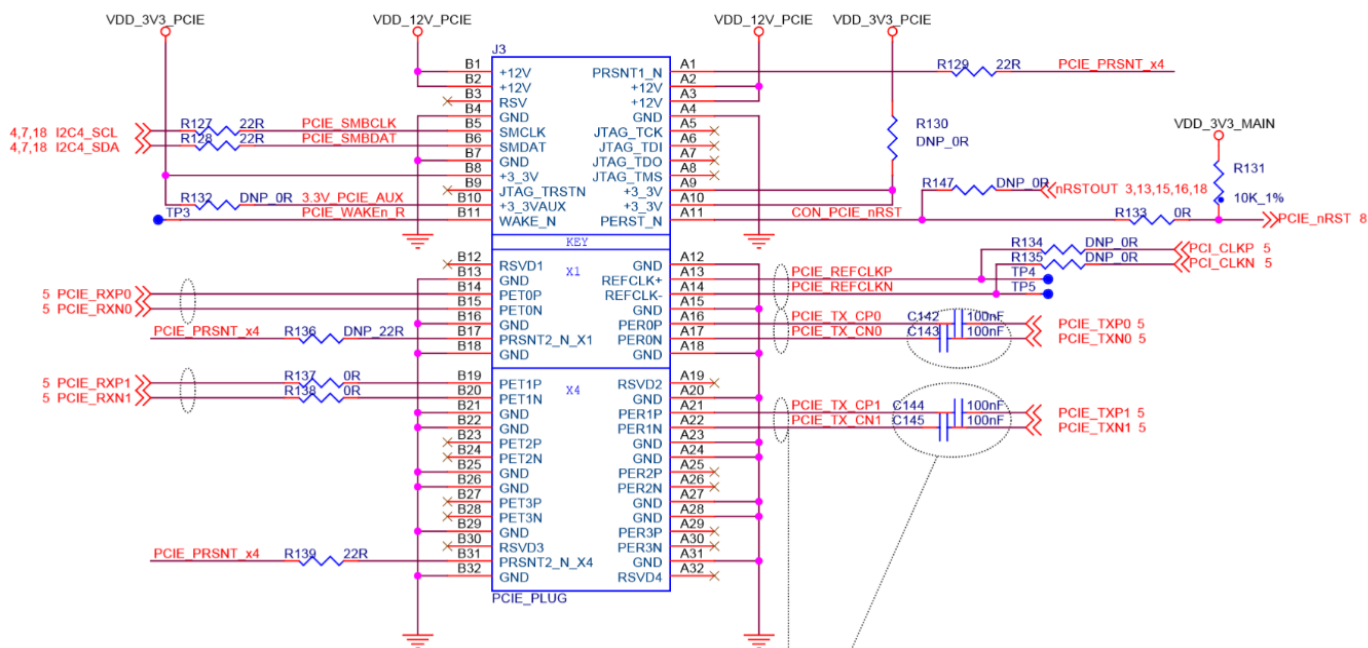 VDD_3V3_PCIE VDD_12V_PCIE VDD_12V_PCIE VDD_3V3_PCIE
J3
B1 +12V PRSNT1_N A1 R129 22R PCIE_PRSNT_x4
B2 +12V +12V A2
B3 RSV +12V A3
B4 GND GND A4
4,7,18 I2C4_SCL R127 22R PCIE_SMBCLK B5 SMCLK JTAG_TCK A5 R130 VDD_3V3_MAIN
4,7,18 I2C4_SDA R128 22R PCIE_SMBDAT B6 SMDAT JTAG_TDI A6 DNP_0R
B7 GND JTAG_TDO A7
B8 +3_3V JTAG_TMS A8 R131
B9 JTAG_TRSTN +3_3V A9 R147 DNP_0R nRSTOUT 3,13,15,16,18
R132 DNP_0R 3.3V_PCIE_AUX B10 +3_3VAUX +3_3V A10 10K_1%
TP3 PCIE_WAKEn_R B11 WAKE_N PERST_N A11 CON_PCIE_nRST R133 0R PCIE_nRST 8
KEY
R134 DNP_0R PCI_CLKP 5
B12 RSVD1 X1 GND A12 R135 DNP_0R PCI_CLKN 5
B13 GND REFCLK+ A13 PCIE_REFCLKP TP4
5 PCIE_RXP0 B14 PET0P REFCLK- A14 PCIE_REFCLKN TP5
5 PCIE_RXN0 B15 PET0N GND A15
B16 GND PER0P A16 PCIE_TX_CP0 C142 100nF PCIE_TXP0 5
PCIE_PRSNT_x4 R136 DNP_22R B17 PRSNT2_N_X1 PER0N A17 PCIE_TX_CN0 C143 100nF PCIE_TXN0 5
B18 GND GND A18
5 PCIE_RXP1 R137 0R B19 PET1P X4 RSVD2 A19
5 PCIE_RXN1 R138 0R B20 PET1N GND A20
B21 GND PER1P A21 PCIE_TX_CP1 C144 100nF PCIE_TXP1 5
B22 GND PER1N A22 PCIE_TX_CN1 C145 100nF PCIE_TXN1 5
B23 PET2P GND A23
B24 PET2N GND A24
B25 GND PER2P A25
B26 GND PER2N A26
B27 PET3P GND A27
B28 PET3N GND A28
B29 GND PER3P A29
B30 RSVD3 PER3N A30
PCIE_PRSNT_x4 R139 22R B31 PRSNT2_N_X4 GND A31
B32 GND RSVD4 A32
PCIE_PLUG